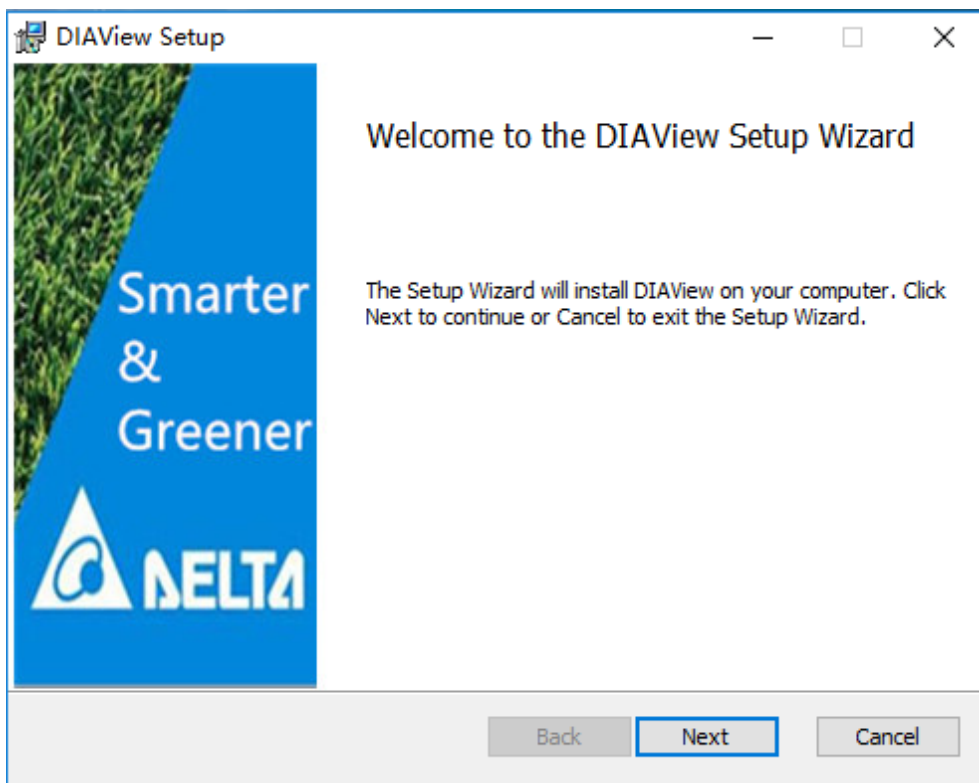 DIAView Setup
Welcome to the DIAView Setup Wizard
The Setup Wizard will install DIAView on your computer. Click
Next to continue or Cancel to exit the Setup Wizard.
Smarter
&
Greener
DELTA
Back
Next
Cancel